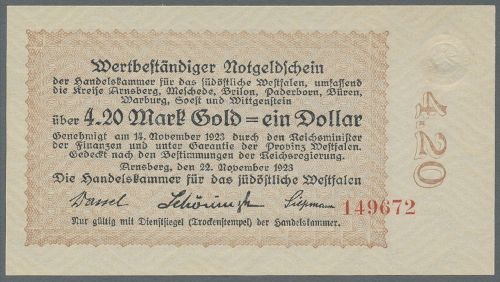 Wertbeständiger Notgeldschein
der Handelskammer für das südöstliche Westfalen, umfassend
die Kreise Arnsberg, Meschede, Brilon, Paderborn, Büren,
Warburg, Soest und Wittgenstein
über 4.20 Mark Gold = ein Dollar
Genehmigt am 14. November 1923 durch den Reichsminister
der Finanzen und unter Garantie der Provinz Westfalen.
Gedeckt nach den Bestimmungen der Reichsregierung.
Arnsberg, den 22. November 1923
Die Handelskammer für das südöstliche Westfalen
149672
Nur gültig mit Dienstsiegel (Trockenstempel) der Handelskammer.
4.20